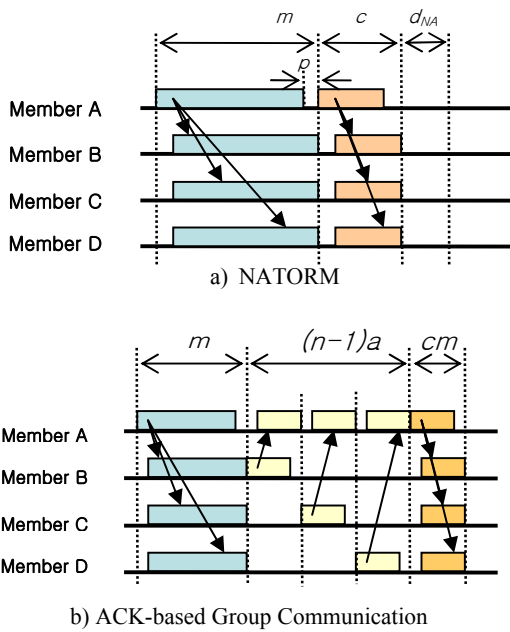 m c d_NA
p
Member A
Member B
Member C
Member D
a) NATORM
m (n-1)a cm
Member A
Member B
Member C
Member D
b) ACK-based Group Communication